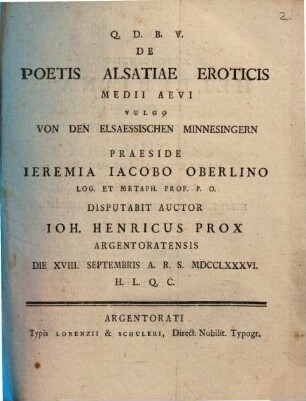 2.
Q. D. B. V.
DE
POETIS ALSATIAE EROTICIS
MEDII AEVI
VULGO
VON DEN ELSAESSISCHEN MINNESINGERN
PRAESIDE
IEREMIA IACOBO OBERLINO
LOG. ET METAPH. PROF. P. O.
DISPUTABIT AUCTOR
IOH. HENRICUS PROX
ARGENTORATENSIS
DIE XVIII. SEPTEMBRIS A. R. S. MDCCLXXXVI.
H. L. Q. C.
ARGENTORATI
Typis LORENZII & SCHULERI, Direct. Nobilit. Typogr.